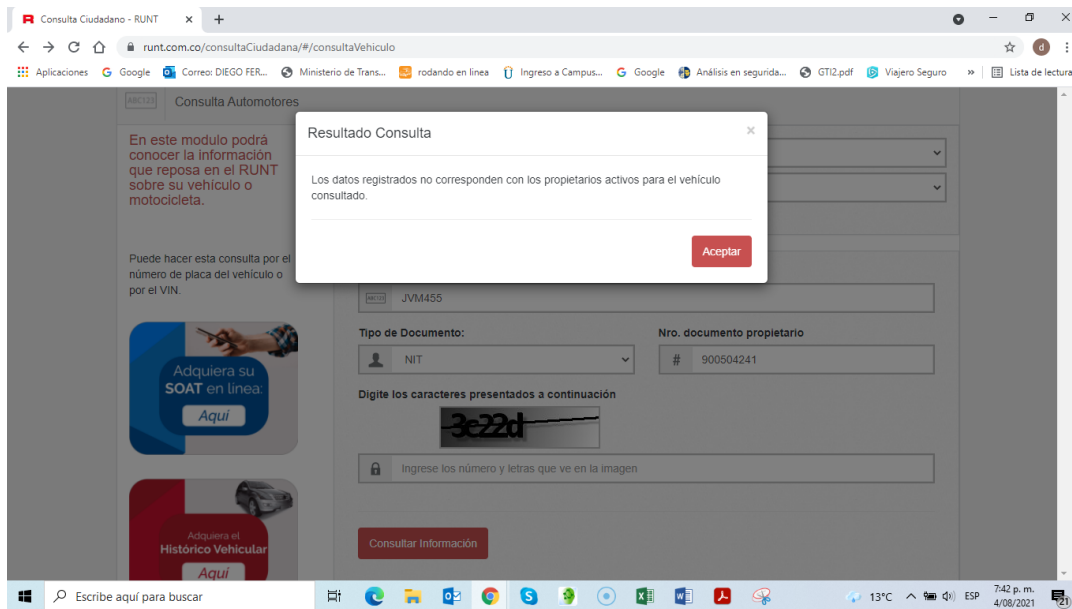 Consulta Ciudadano - RUNT
runt.com.co/consultaCiudadana/#/consultaVehiculo
d
Aplicaciones
Google
Correo: DIEGO FER...
Ministerio de Trans...
rodando en linea
Ingreso a Campus...
Google
Análisis en segurida...
GTI2.pdf
Viajero Seguro
»
Lista de lectura
ABC123
Consulta Automotores
En este modulo podrá
conocer la información
que reposa en el RUNT
sobre su vehículo o
motocicleta.
Puede hacer esta consulta por el
número de placa del vehículo o
por el VIN.
Adquiera su
SOAT en línea:
Aquí
Adquiera el
Histórico Vehicular
Aquí
Resultado Consulta
×
Los datos registrados no corresponden con los propietarios activos para el vehículo
consultado.
Aceptar
ABC123
JVM455
Tipo de Documento:
Nro. documento propietario
NIT
# 900504241
Digite los caracteres presentados a continuación
3c22d
Ingrese los número y letras que ve en la imagen
Consultar Información
Escribe aquí para buscar
13°C
ESP
7:42 p. m.
4/08/2021
21